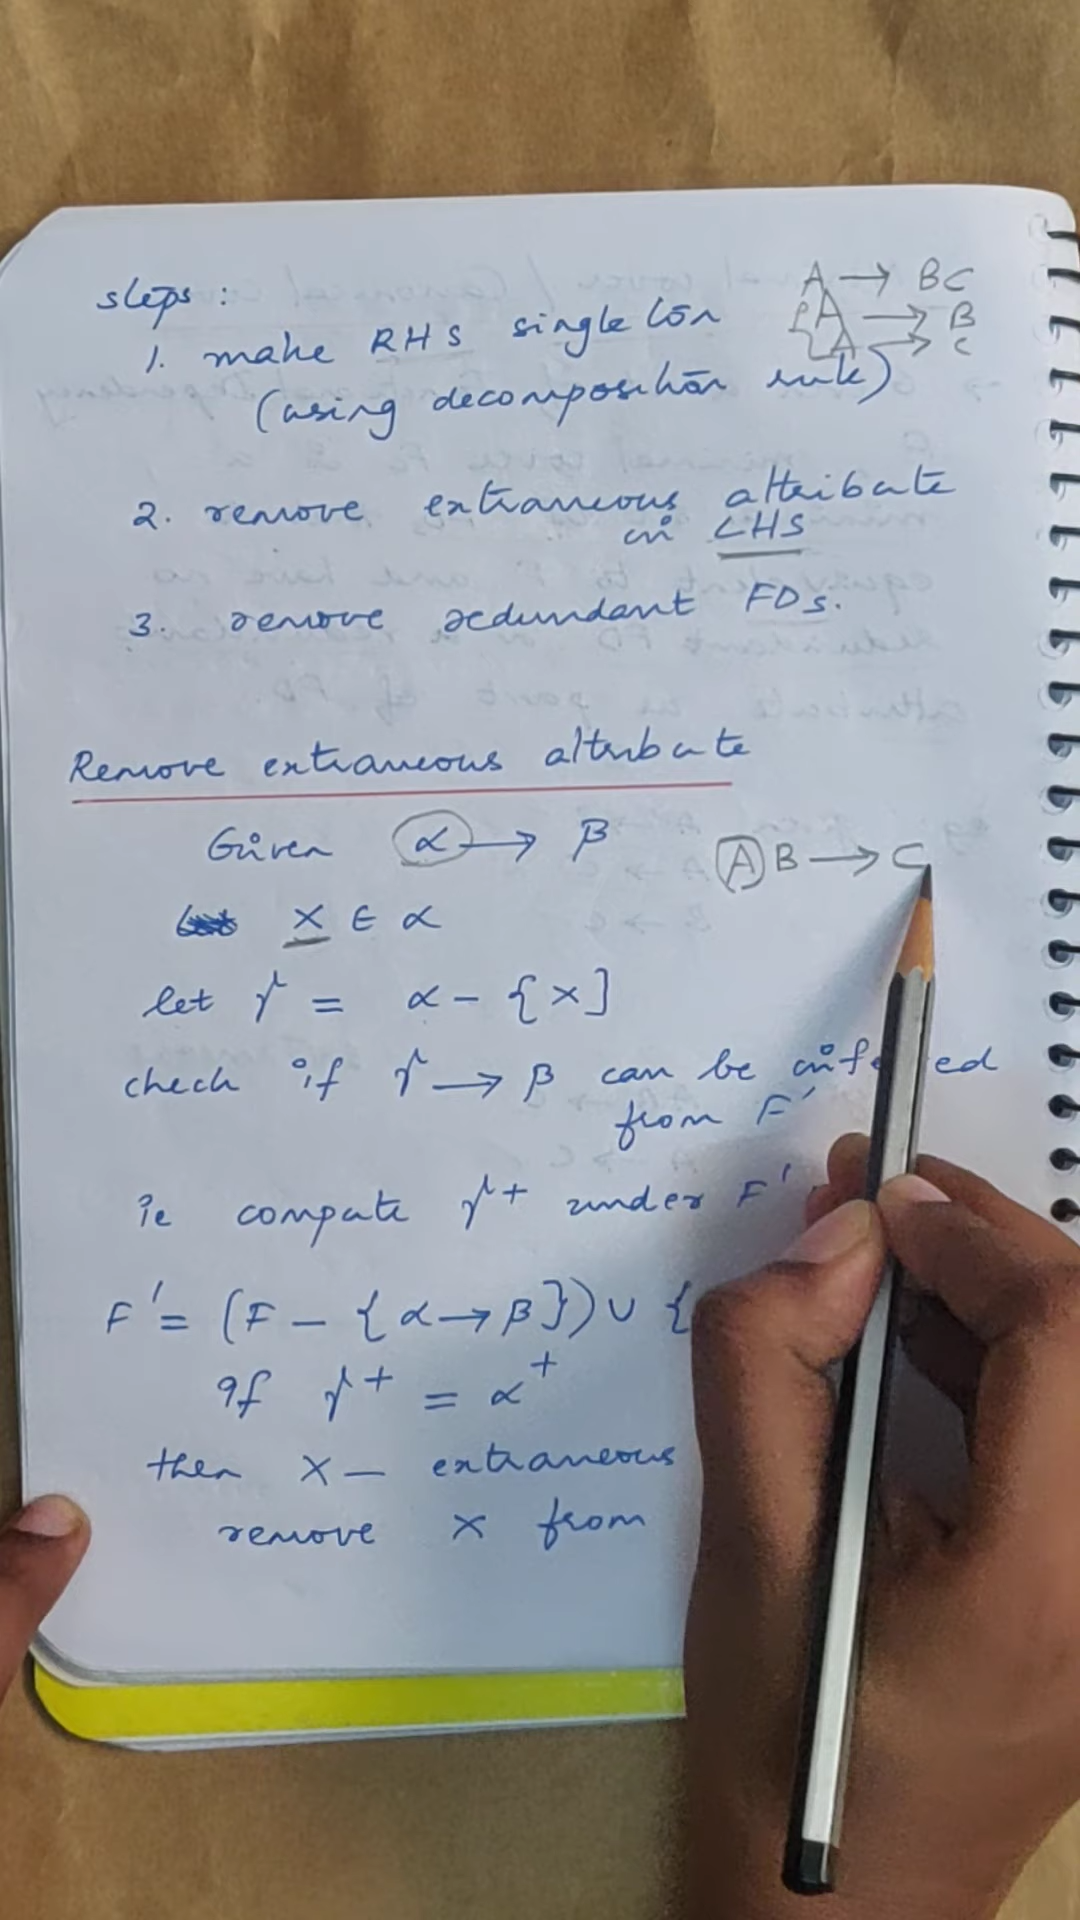 steps :
1. make RHS singleton
(using decomposition rule)
A → BC
A → B
A → C
2. remove extraneous attribute
in LHS
3. remove redundant FDs.
Remove extraneous attribute
Given α → β
AB → C
X ∈ α
let γ = α - {x}
check if γ → β can be
from F'
ie compute γ+ under F'
F' = (F - {α → β}) ∪ {
If γ+ = α+
then X - extraneous
remove X from